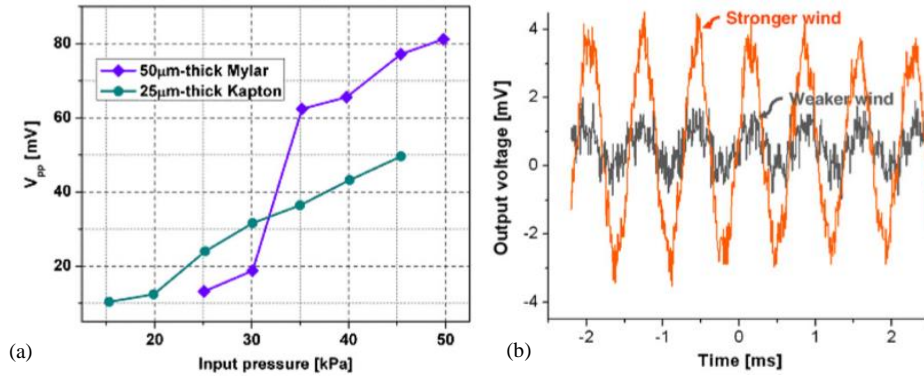 80
60
40
20
V pp [mV]
50µm-thick Mylar
25µm-thick Kapton
20 30 40 50
Input pressure [kPa]
(a)
4
2
0
-2
-4
Output voltage [mV]
Stronger wind
Weaker wind
-2 -1 0 1 2
Time [ms]
(b)